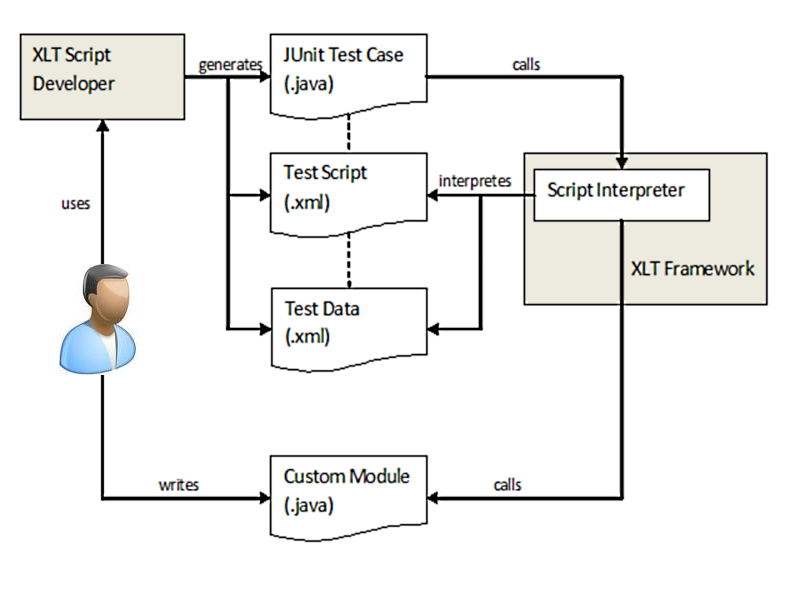 XLT Script
Developer
generates
JUnit Test Case
(.java)
calls
uses
Test Script
(.xml)
interpretes
Script Interpreter
XLT Framework
Test Data
(.xml)
writes
Custom Module
(.java)
calls